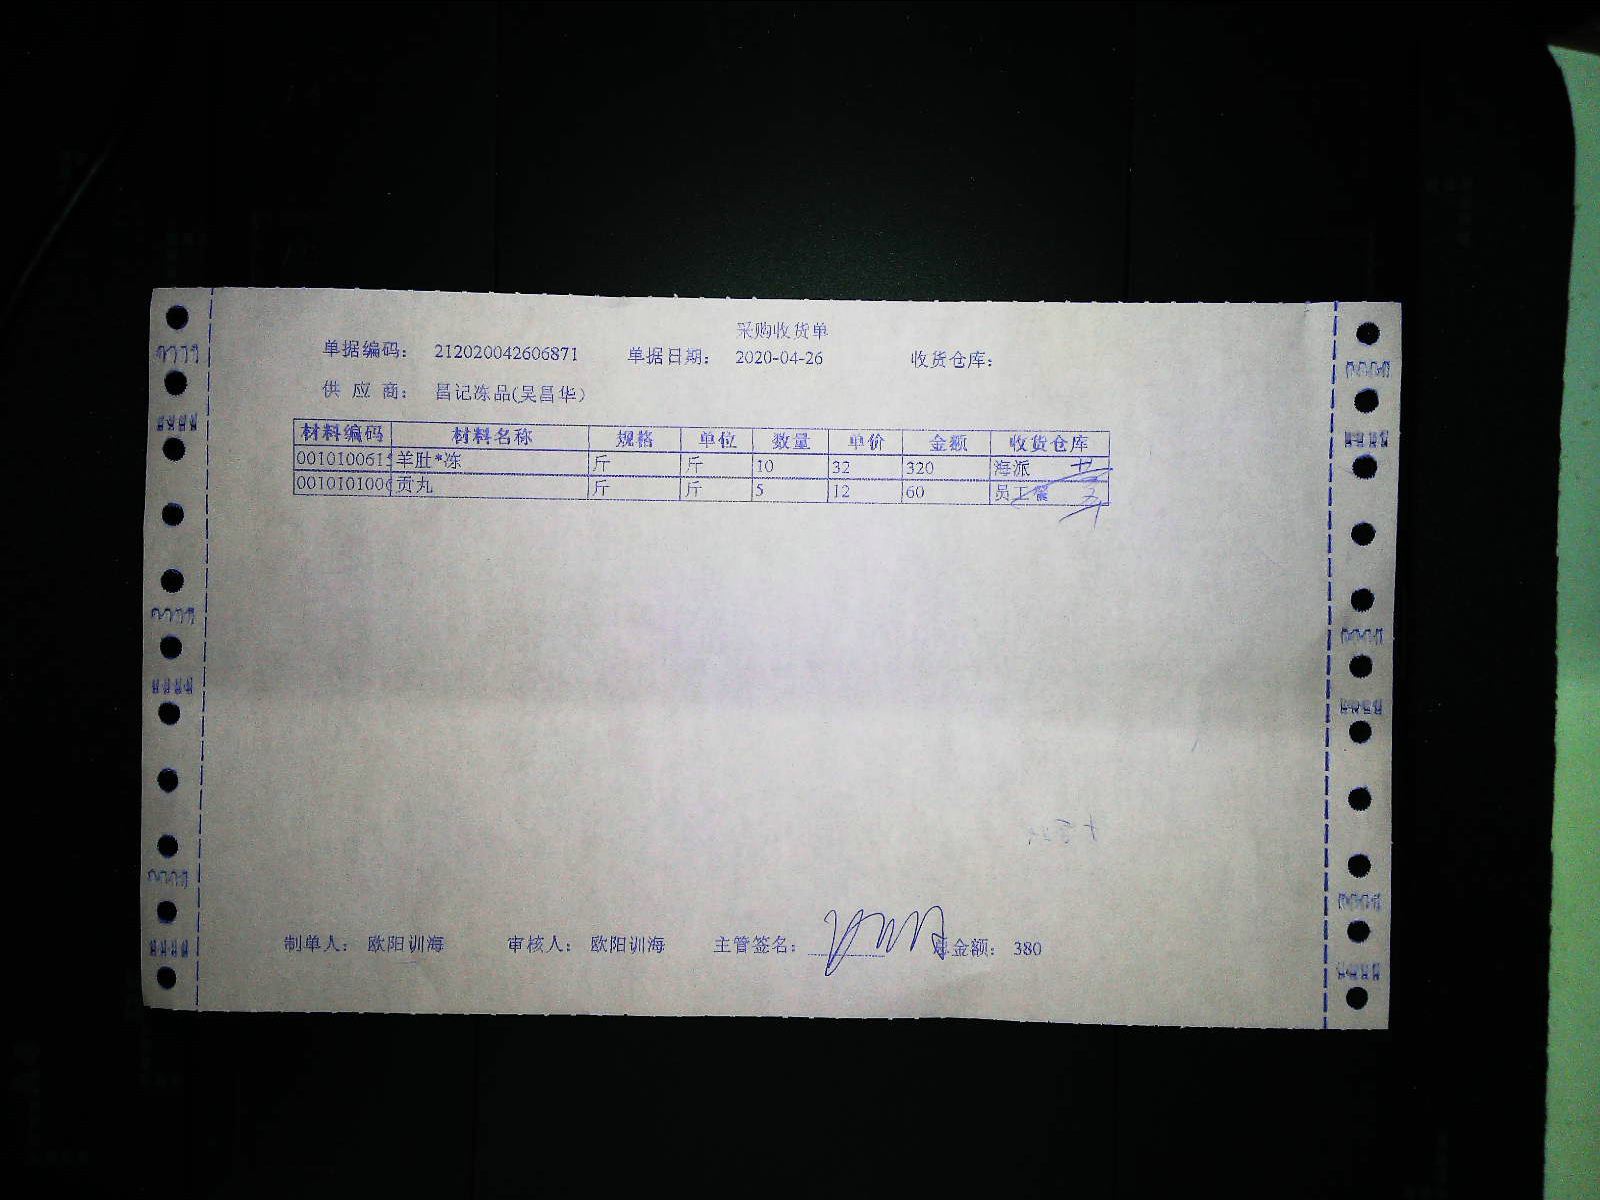 采购收货单
单据编码： 212020042606871 单据日期： 2020-04-26 收货仓库：
供 应 商： 昌记冻品(吴昌华)
材料编码 材料名称 规格 单位 数量 单价 金额 收货仓库
001010061 羊肚*冻 斤 斤 10 32 320 海派
001010100 贡丸 斤 斤 5 12 60 员工餐
制单人： 欧阳训海 审核人： 欧阳训海 主管签名： 总金额： 380